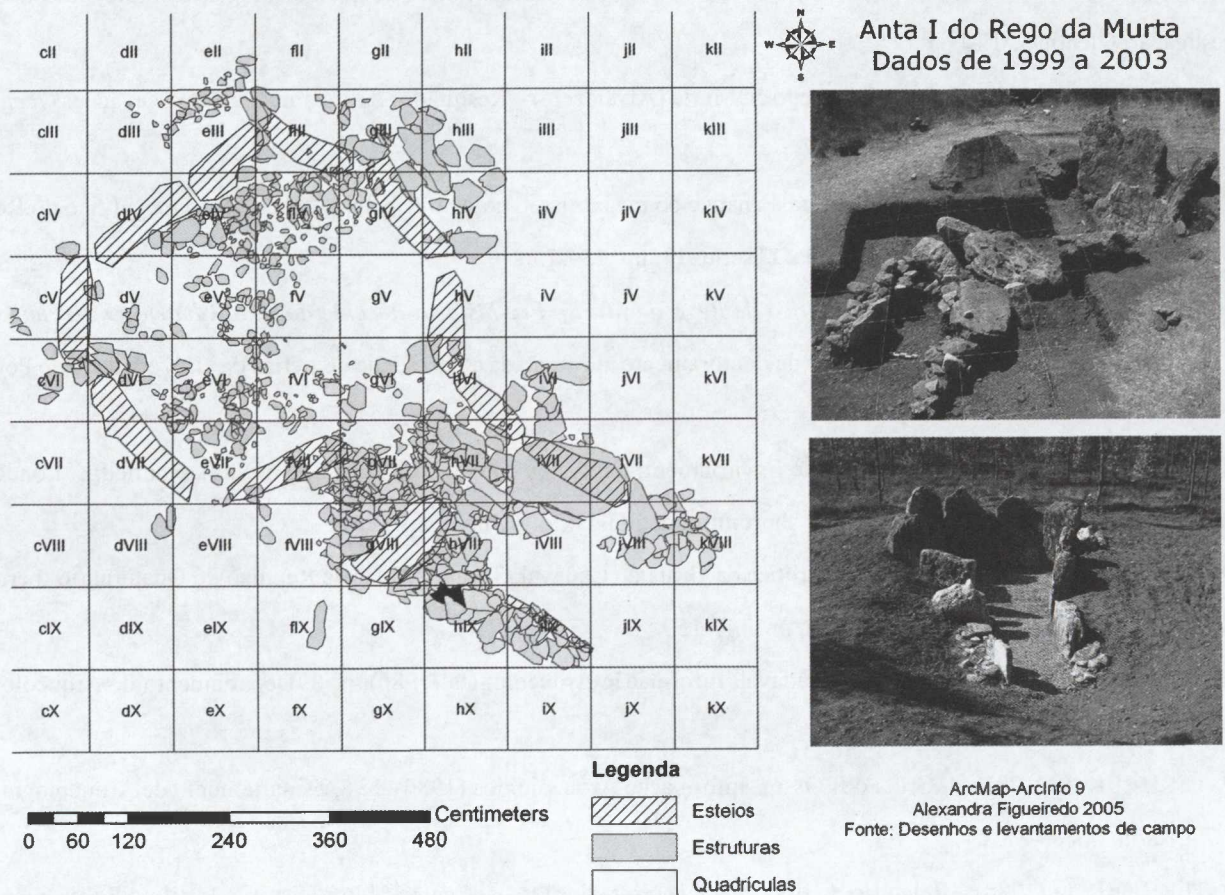 Anta I do Rego da Murta
Dados de 1999 a 2003
N
W E
S
cII dII eII fII gII hII iII jII kII
cIII dIII eIII fIII gIII hIII iIII jIII kIII
cIV dIV eIV fIV gIV hIV iIV jIV kIV
cV dV eV fV gV hV iV jV kV
cVI dVI eVI fVI gVI hVI iVI jVI kVI
cVII dVII eVII fVII gVII hVII iVII jVII kVII
cVIII dVIII eVIII fVIII gVIII hVIII iVIII jVIII kVIII
cIX dIX eIX fIX gIX hIX iIX jIX kIX
cX dX eX fX gX hX iX jX kX
Centimeters
0 60 120 240 360 480
Legenda
Esteios
Estruturas
Quadrículas
ArcMap-ArcInfo 9
Alexandra Figueiredo 2005
Fonte: Desenhos e levantamentos de campo